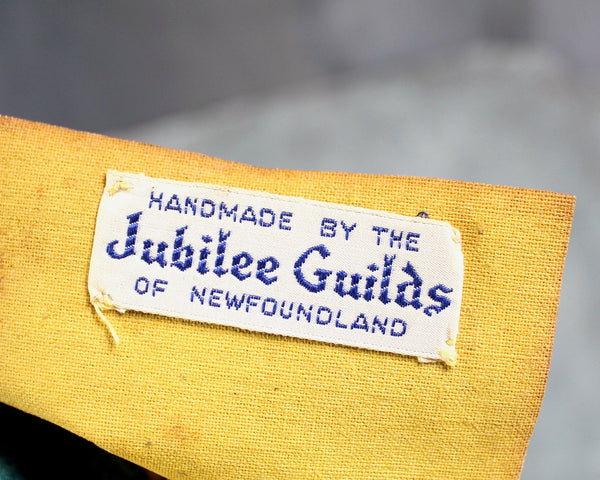 HANDMADE BY THE
Jubilee Guilds
OF NEWFOUNDLAND